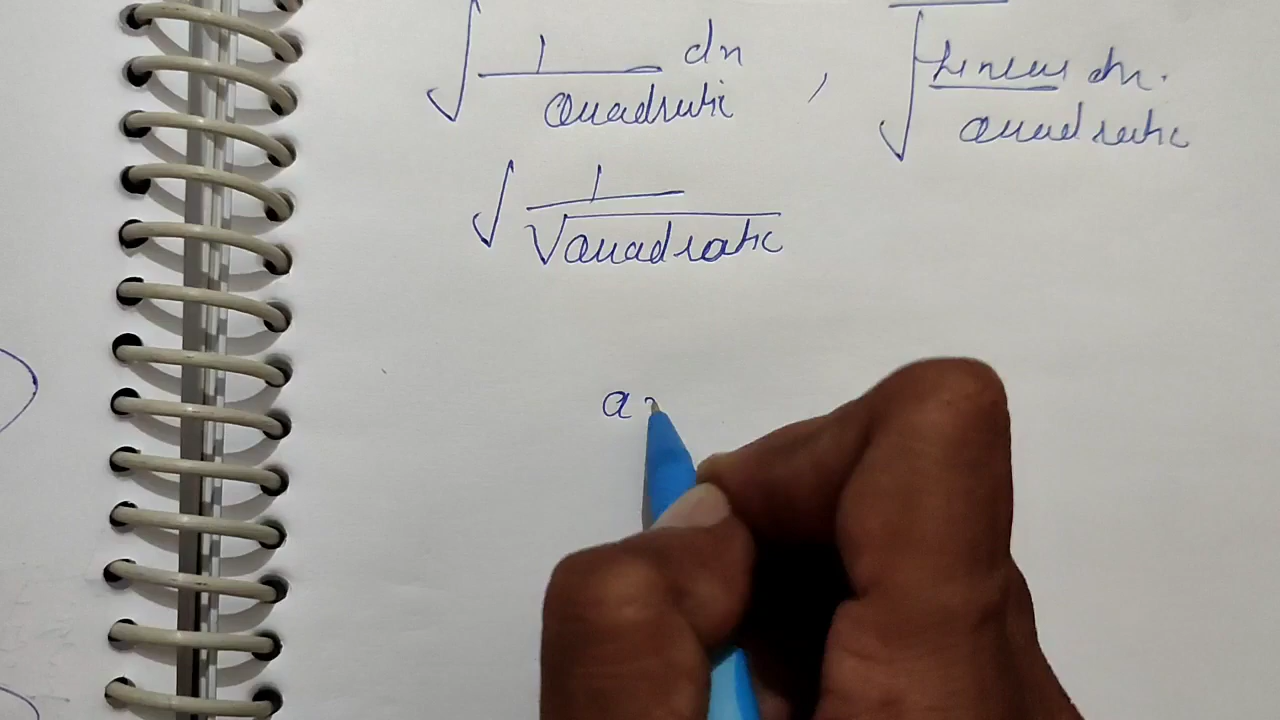 ∫ 1/Quadratic dx , ∫ Linear/Quadratic dx.
∫ 1/√Quadratic
a